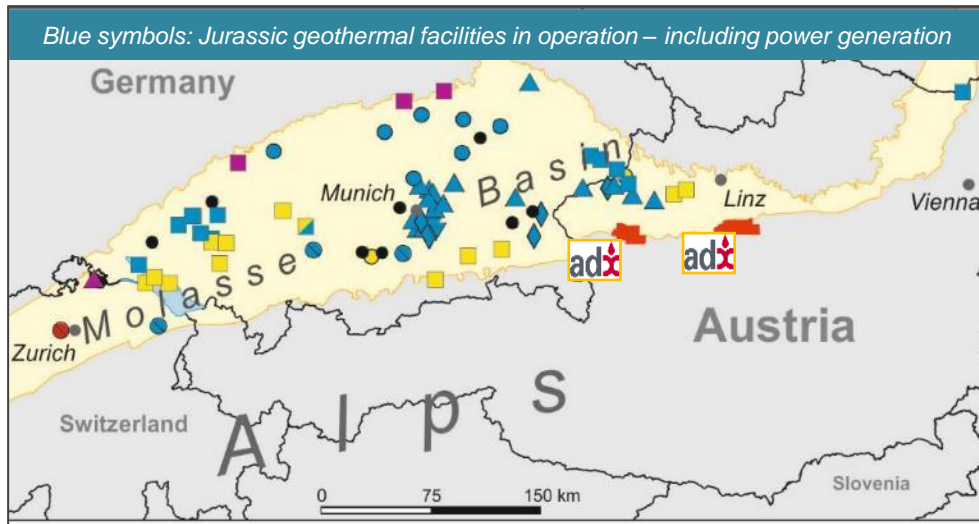 Blue symbols: Jurassic geothermal facilities in operation – including power generation
Germany
Munich
Basin
Linz
Vienna
adx
adx
Molasse
Zurich
Austria
Switzerland
Alps
Slovenia
0 75 150 km